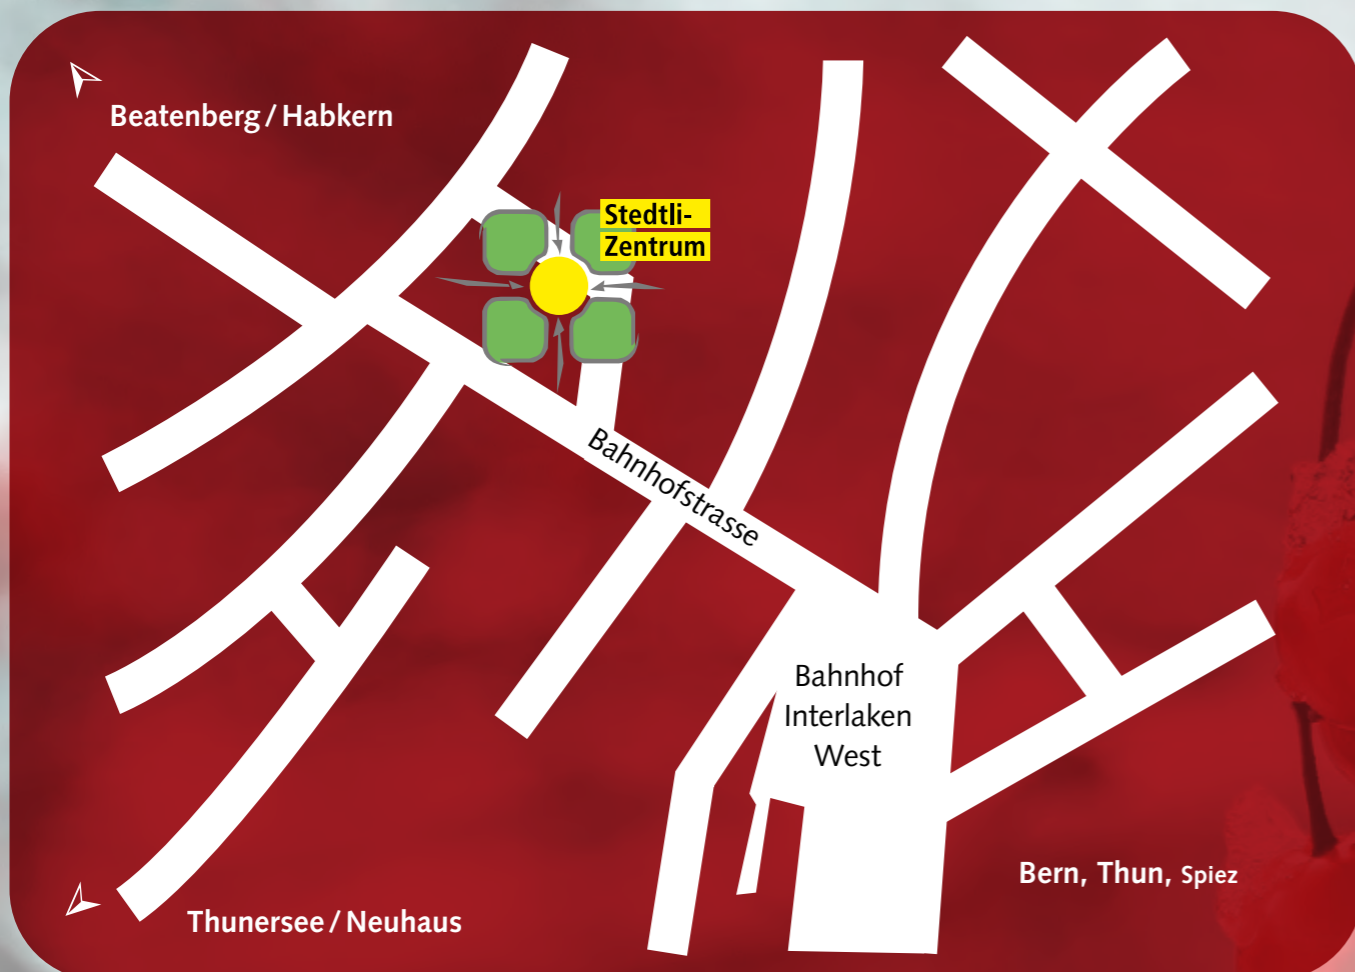 Beatenberg / Habkern
Stedtli-
Zentrum
Bahnhofstrasse
Bahnhof
Interlaken
West
Bern, Thun, Spiez
Thunersee / Neuhaus